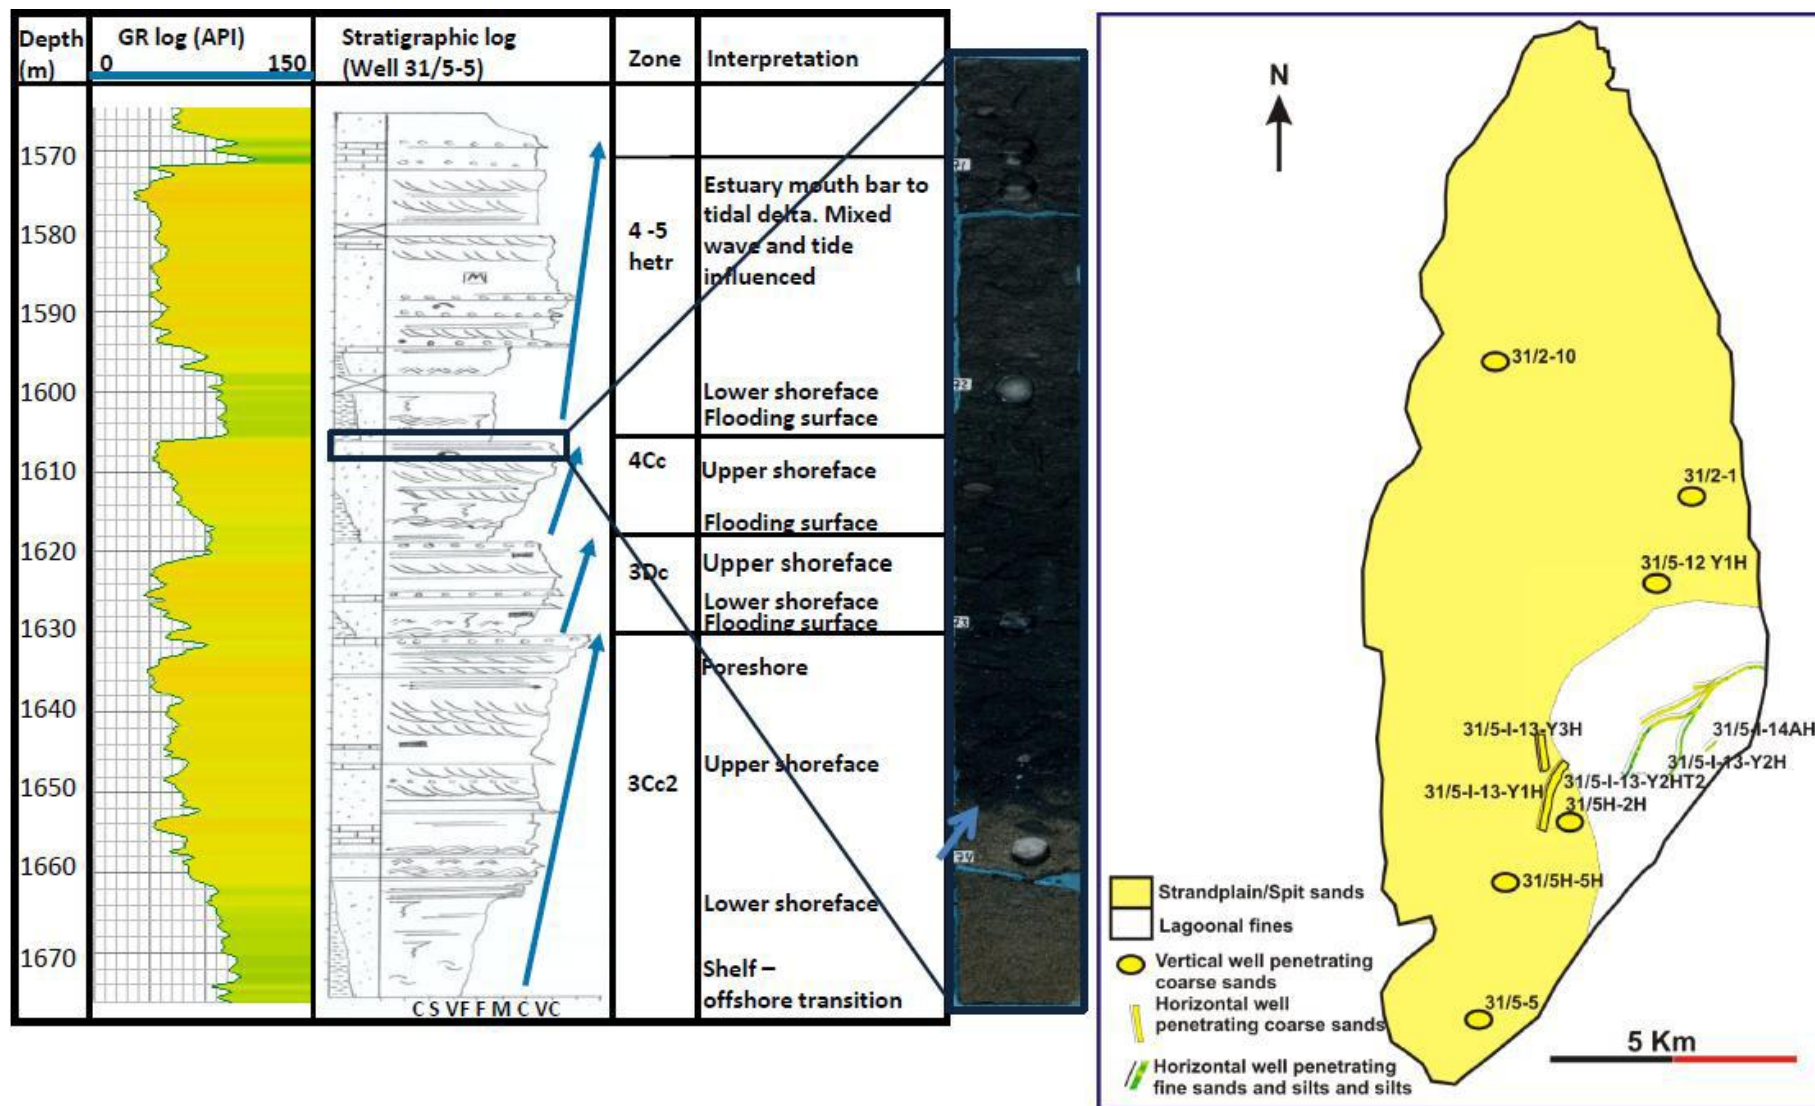 Depth
(m)
GR log (API)
0 150
Stratigraphic log
(Well 31/5-5)
Zone
Interpretation
1570
1580
1590
1600
1610
1620
1630
1640
1650
1660
1670
C S VF F M C VC
4 -5
hetr
4Cc
3Dc
3Cc2
Estuary mouth bar to
tidal delta. Mixed
wave and tide
influenced
Lower shoreface
Flooding surface
Upper shoreface
Flooding surface
Upper shoreface
Lower shoreface
Flooding surface
Foreshore
Upper shoreface
Lower shoreface
Shelf –
offshore transition
N
31/2-10
31/2-1
31/5-12 Y1H
31/5-I-13-Y3H
31/5-I-14AH
31/5-I-13-Y2H
31/5-I-13-Y2HT2
31/5-I-13-Y1H
31/5H-2H
31/5H-5H
31/5-5
Strandplain/Spit sands
Lagoonal fines
Vertical well penetrating
coarse sands
Horizontal well
penetrating coarse sands
Horizontal well penetrating
fine sands and silts and silts
5 Km